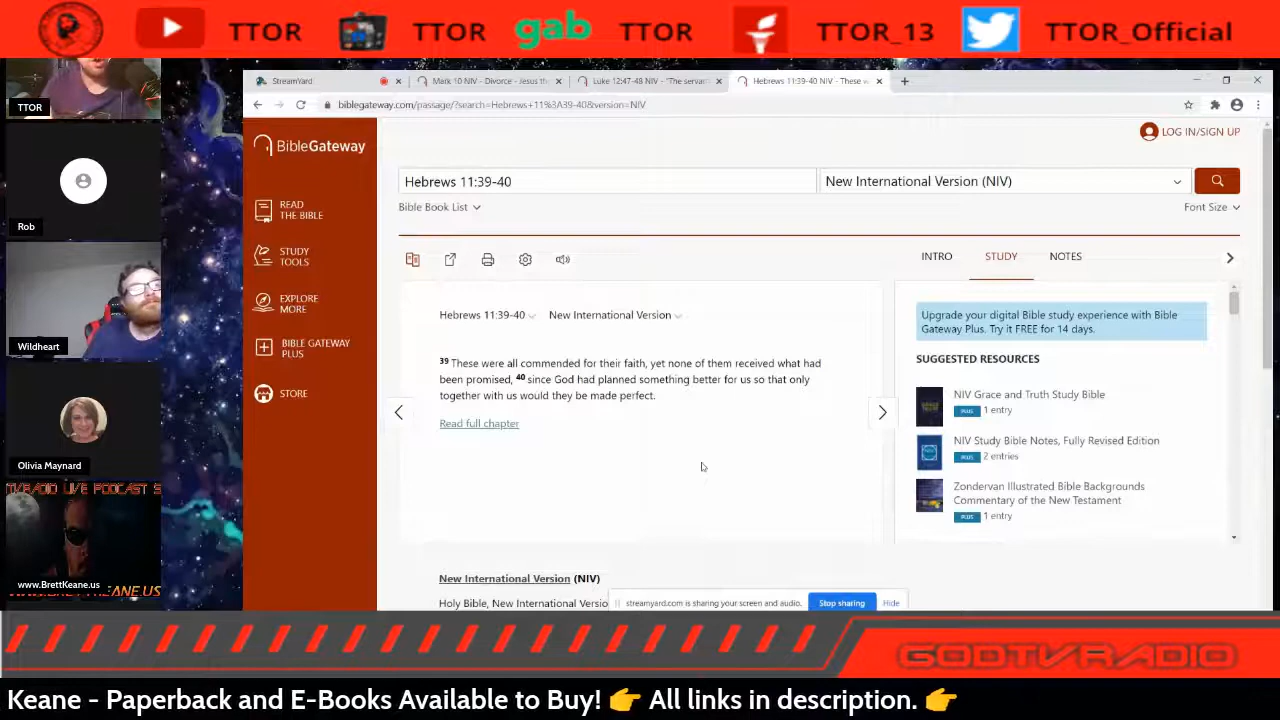 TTOR
TTOR
gab
TTOR
TTOR_13
TTOR_Official
TTOR
Rob
Wildheart
Olivia Maynard
TVRADIO LIVE PODCAST S
www.BrettKeane.us
StreamYard
Mark 10 NIV - Divorce - Jesus th
Luke 12:47-48 NIV - "The servan
Hebrews 11:39-40 NIV - These w
biblegateway.com/passage/?search=Hebrews+11%3A39-40&version=NIV
BibleGateway
LOG IN/SIGN UP
Hebrews 11:39-40
New International Version (NIV)
Bible Book List
Font Size
READ
THE BIBLE
STUDY
TOOLS
EXPLORE
MORE
BIBLE GATEWAY
PLUS
STORE
INTRO
STUDY
NOTES
Hebrews 11:39-40
New International Version
39 These were all commended for their faith, yet none of them received what had
been promised, 40 since God had planned something better for us so that only
together with us would they be made perfect.
Read full chapter
Upgrade your digital Bible study experience with Bible
Gateway Plus. Try it FREE for 14 days.
SUGGESTED RESOURCES
NIV Grace and Truth Study Bible
PLUS 1 entry
NIV Study Bible Notes, Fully Revised Edition
PLUS 2 entries
Zondervan Illustrated Bible Backgrounds
Commentary of the New Testament
PLUS 1 entry
New International Version (NIV)
Holy Bible, New International Versio
streamyard.com is sharing your screen and audio.
Stop sharing
Hide
GODTVRADIO
Keane - Paperback and E-Books Available to Buy! 👉 All links in description. 👉